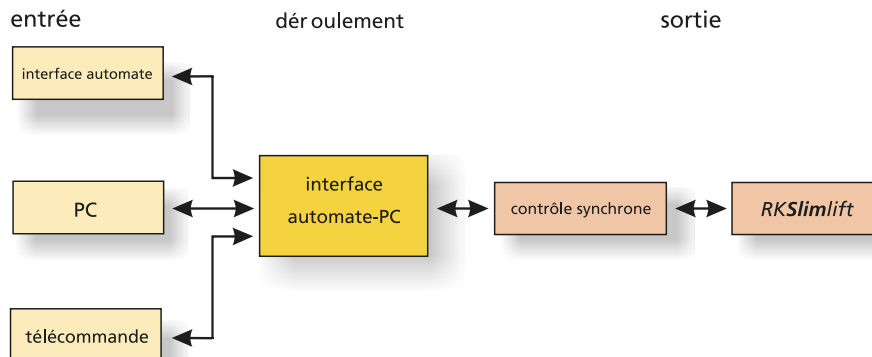 entrée
dér oulement
sortie
interface automate
PC
télécommande
interface
automate-PC
contrôle synchrone
RKSlimlift